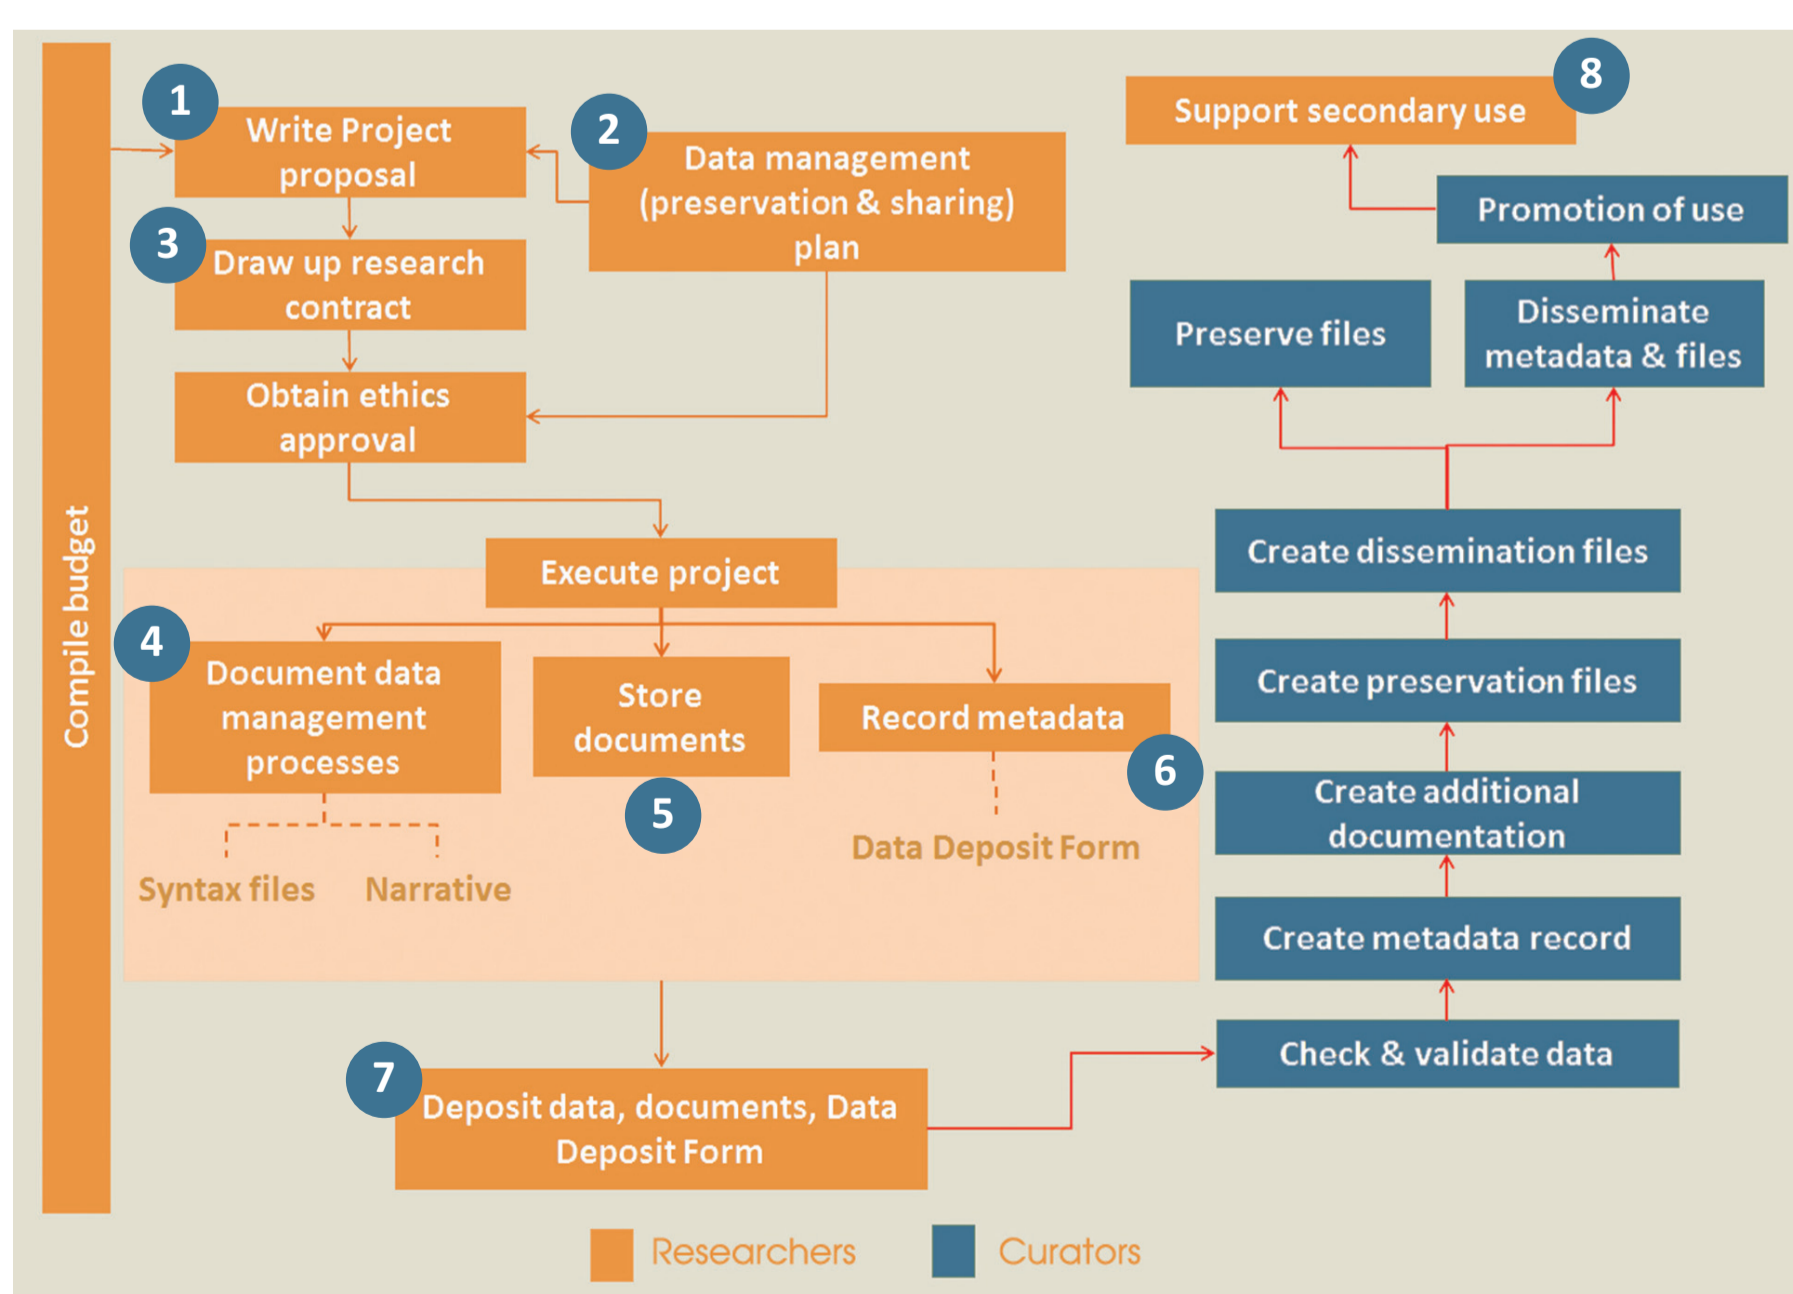 Compile budget
1
Write Project
proposal
2
Data management
(preservation & sharing)
plan
3
Draw up research
contract
Obtain ethics
approval
Execute project
4
Document data
management
processes
Syntax files
Narrative
Store
documents
5
Record metadata
6
Data Deposit Form
7
Deposit data, documents, Data
Deposit Form
Check & validate data
Create metadata record
Create additional
documentation
Create preservation files
Create dissemination files
Preserve files
Disseminate
metadata & files
Promotion of use
8
Support secondary use
Researchers
Curators